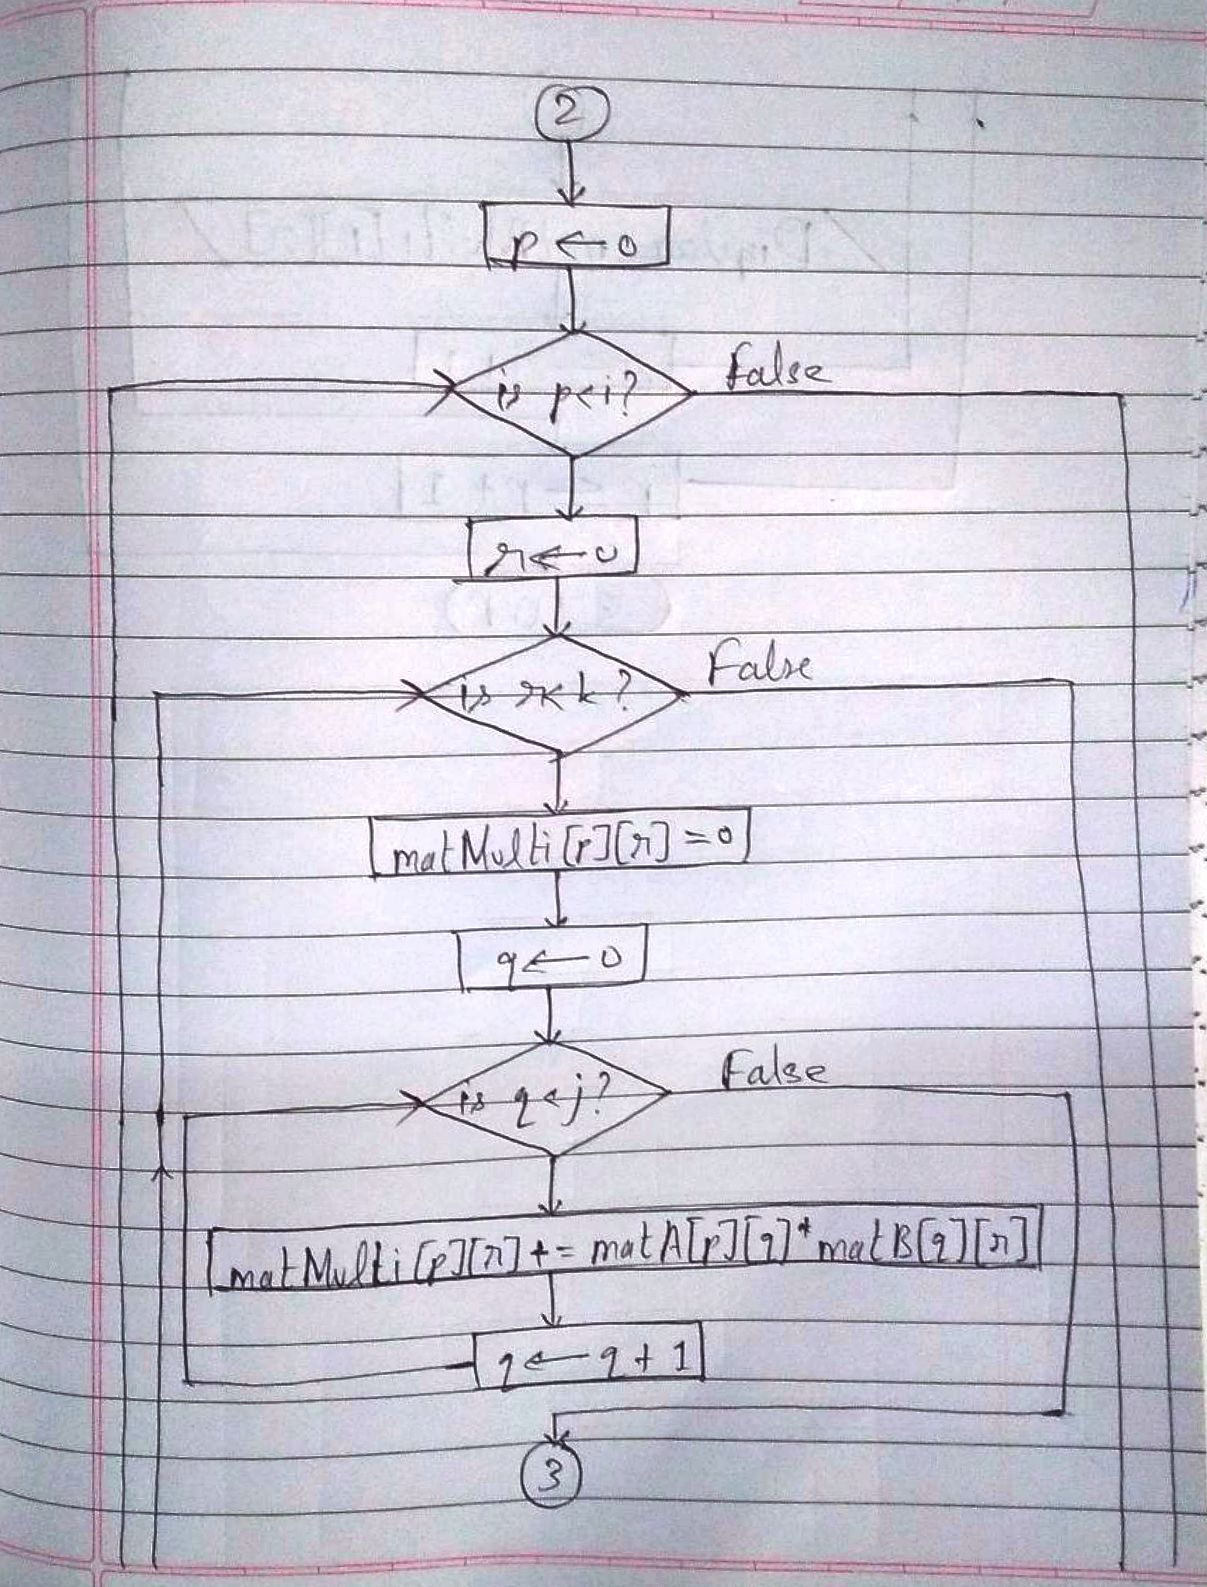 2
p ← 0
is p<i?
False
r ← 0
is r<k?
False
matMulti[p][r] = 0
q ← 0
is q<j?
False
matMulti[p][r] += matA[p][q]*matB[q][r]
q ← q + 1
3